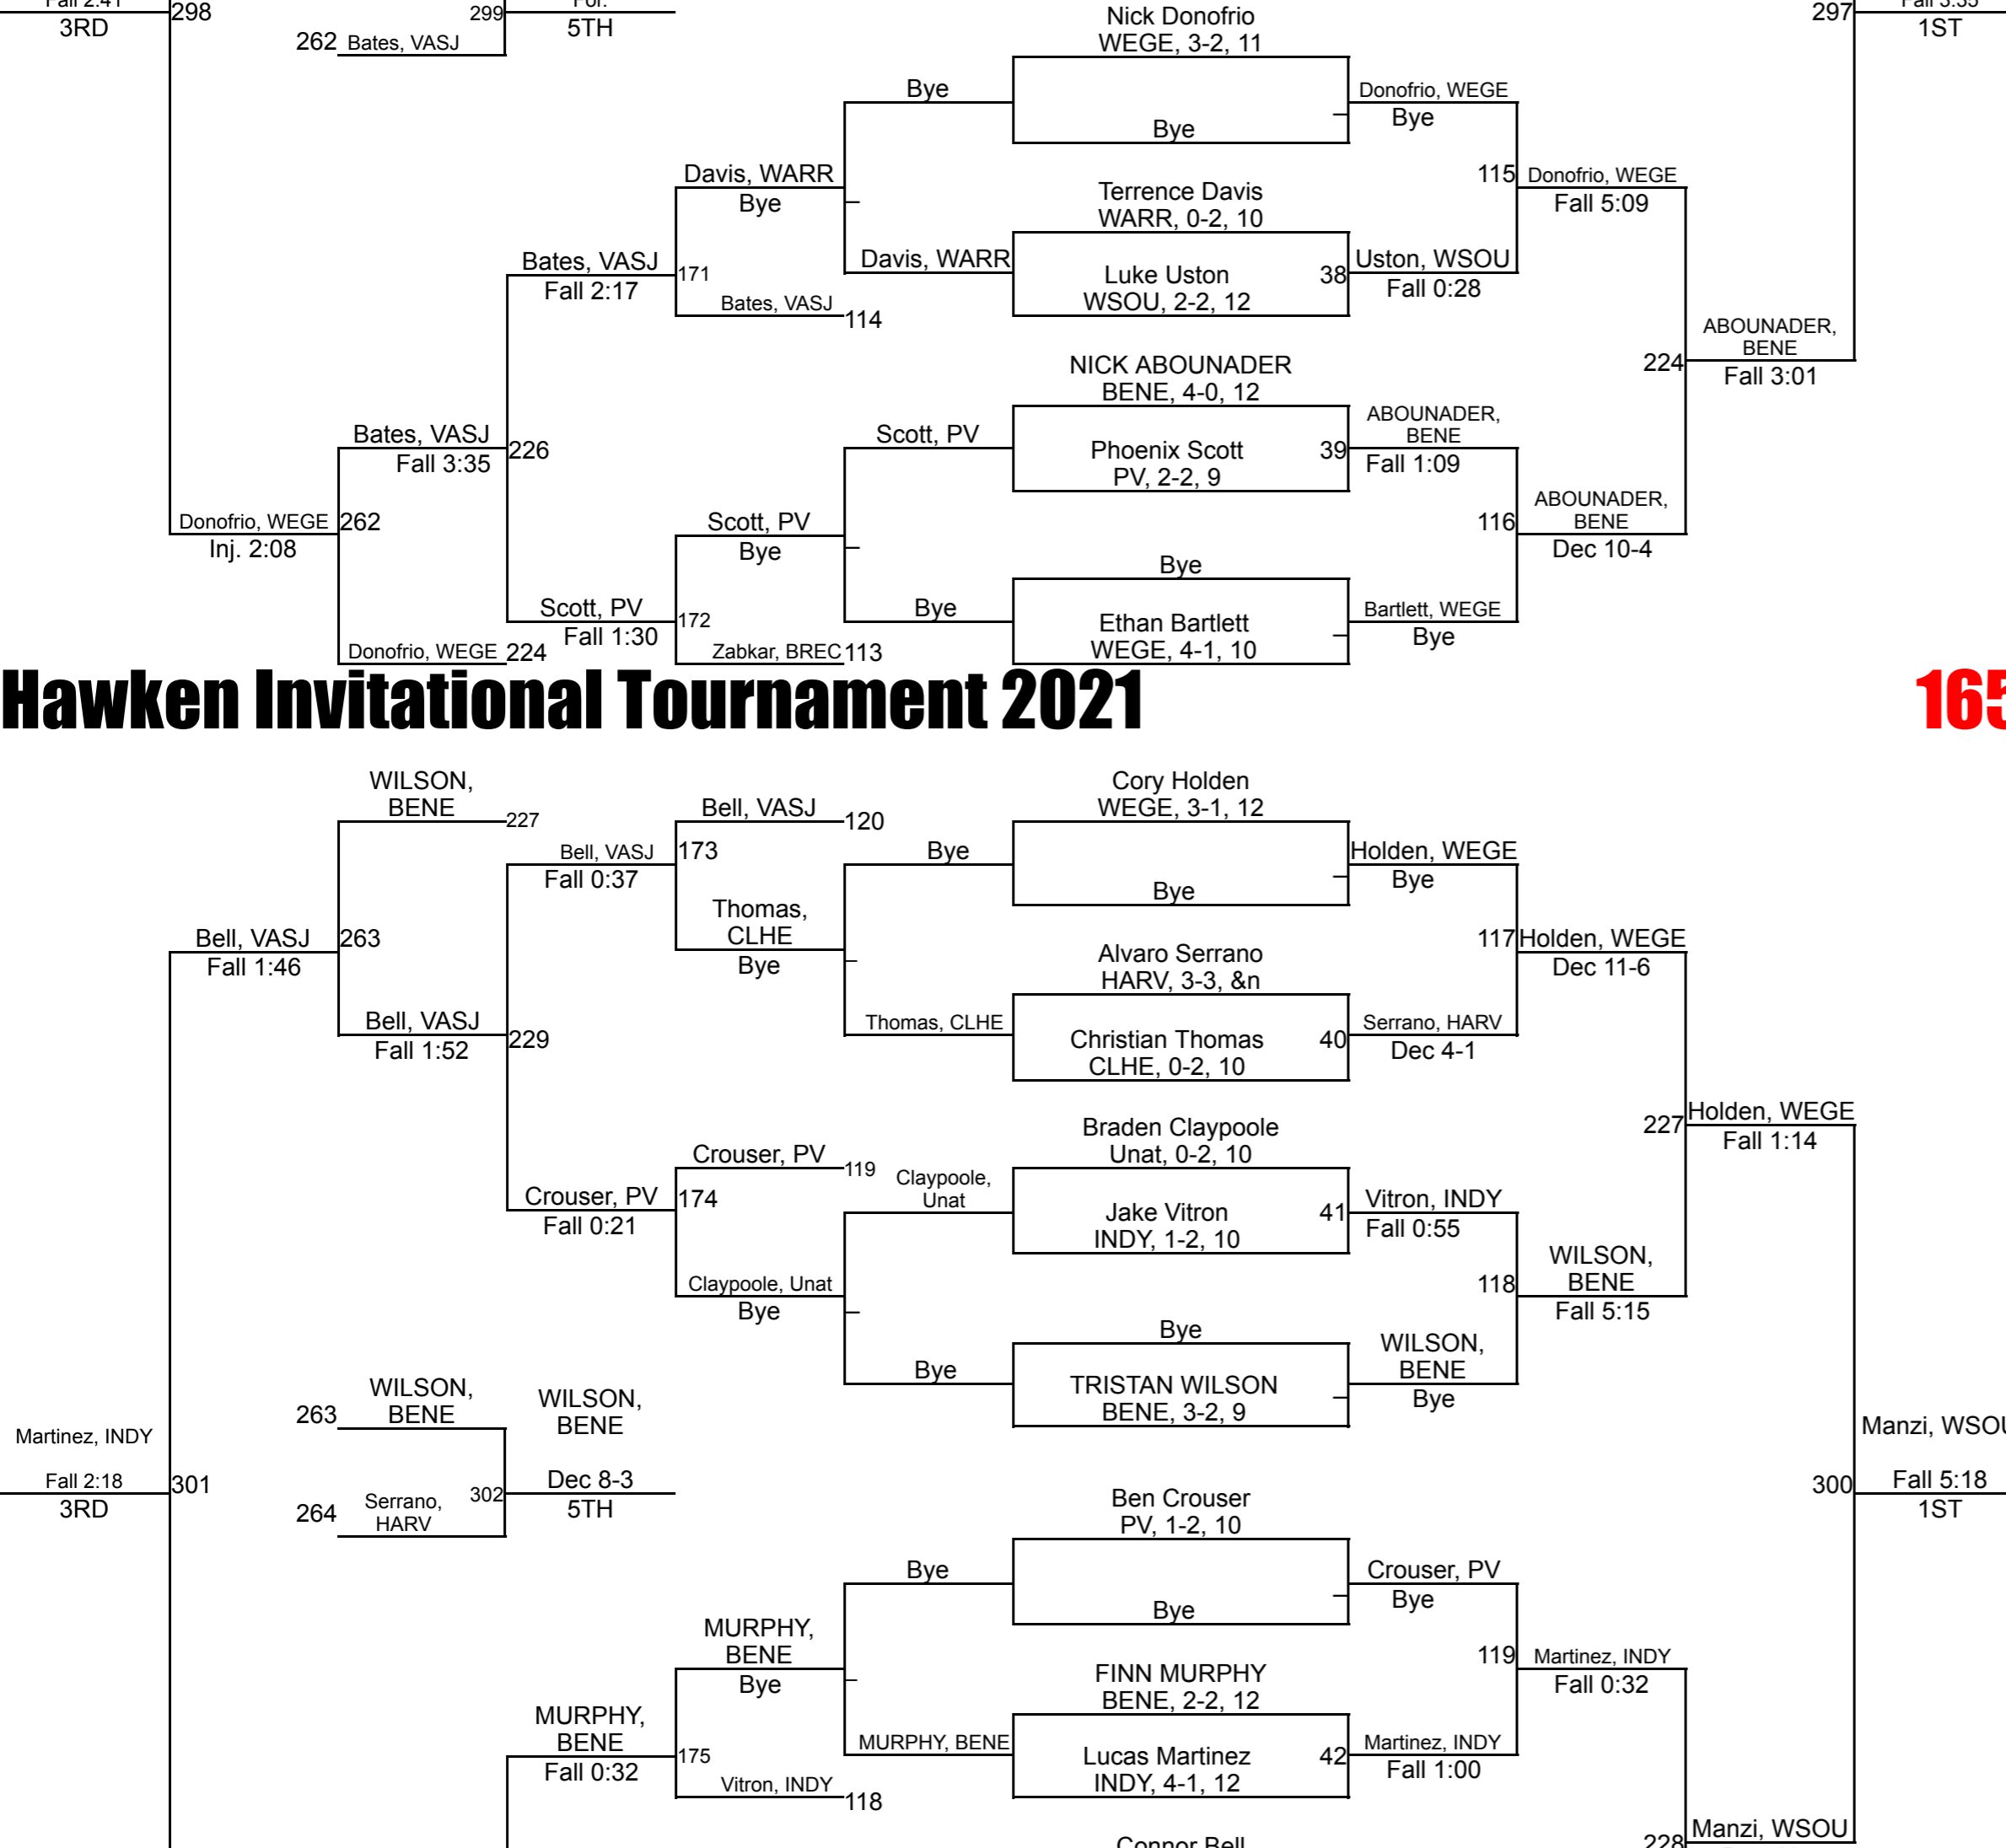 Fall 2:41
3RD
298
299
For.
5TH
262 Bates, VASJ
297
Fall 3:35
1ST
Nick Donofrio
WEGE, 3-2, 11
Bye
Bye
Donofrio, WEGE
Bye
Davis, WARR
Bye
Terrence Davis
WARR, 0-2, 10
115
Donofrio, WEGE
Fall 5:09
Bates, VASJ
Fall 2:17
171
Bates, VASJ
114
Davis, WARR
Luke Uston
WSOU, 2-2, 12
38
Uston, WSOU
Fall 0:28
NICK ABOUNADER
BENE, 4-0, 12
224
ABOUNADER,
BENE
Fall 3:01
Bates, VASJ
Fall 3:35
226
Scott, PV
Phoenix Scott
PV, 2-2, 9
39
ABOUNADER,
BENE
Fall 1:09
Donofrio, WEGE
Inj. 2:08
262
Scott, PV
Bye
116
ABOUNADER,
BENE
Dec 10-4
Bye
Scott, PV
Fall 1:30
172
Bye
Ethan Bartlett
WEGE, 4-1, 10
Bartlett, WEGE
Bye
Donofrio, WEGE
224
Zabkar, BREC
113
Hawken Invitational Tournament 2021
165
WILSON,
BENE
227
Bell, VASJ
120
Cory Holden
WEGE, 3-1, 12
Bell, VASJ
Fall 0:37
173
Bye
Bye
Holden, WEGE
Bye
Thomas,
CLHE
Bye
Bell, VASJ
Fall 1:46
263
Alvaro Serrano
HARV, 3-3, &n
117
Holden, WEGE
Dec 11-6
Bell, VASJ
Fall 1:52
229
Thomas, CLHE
Christian Thomas
CLHE, 0-2, 10
40
Serrano, HARV
Dec 4-1
Braden Claypoole
Unat, 0-2, 10
227
Holden, WEGE
Fall 1:14
Crouser, PV
119
Crouser, PV
Fall 0:21
174
Claypoole,
Unat
Jake Vitron
INDY, 1-2, 10
41
Vitron, INDY
Fall 0:55
Claypoole, Unat
Bye
118
WILSON,
BENE
Fall 5:15
Bye
Bye
TRISTAN WILSON
BENE, 3-2, 9
WILSON,
BENE
Bye
Martinez, INDY
Fall 2:18
3RD
301
263
WILSON,
BENE
264
Serrano,
HARV
302
WILSON,
BENE
Dec 8-3
5TH
Manzi, WSOU
300
Fall 5:18
1ST
Ben Crouser
PV, 1-2, 10
Bye
Bye
Crouser, PV
Bye
MURPHY,
BENE
Bye
FINN MURPHY
BENE, 2-2, 12
119
Martinez, INDY
Fall 0:32
MURPHY,
BENE
Fall 0:32
175
Vitron, INDY
118
MURPHY, BENE
Lucas Martinez
INDY, 4-1, 12
42
Martinez, INDY
Fall 1:00
Connor Bell
228
Manzi, WSOU